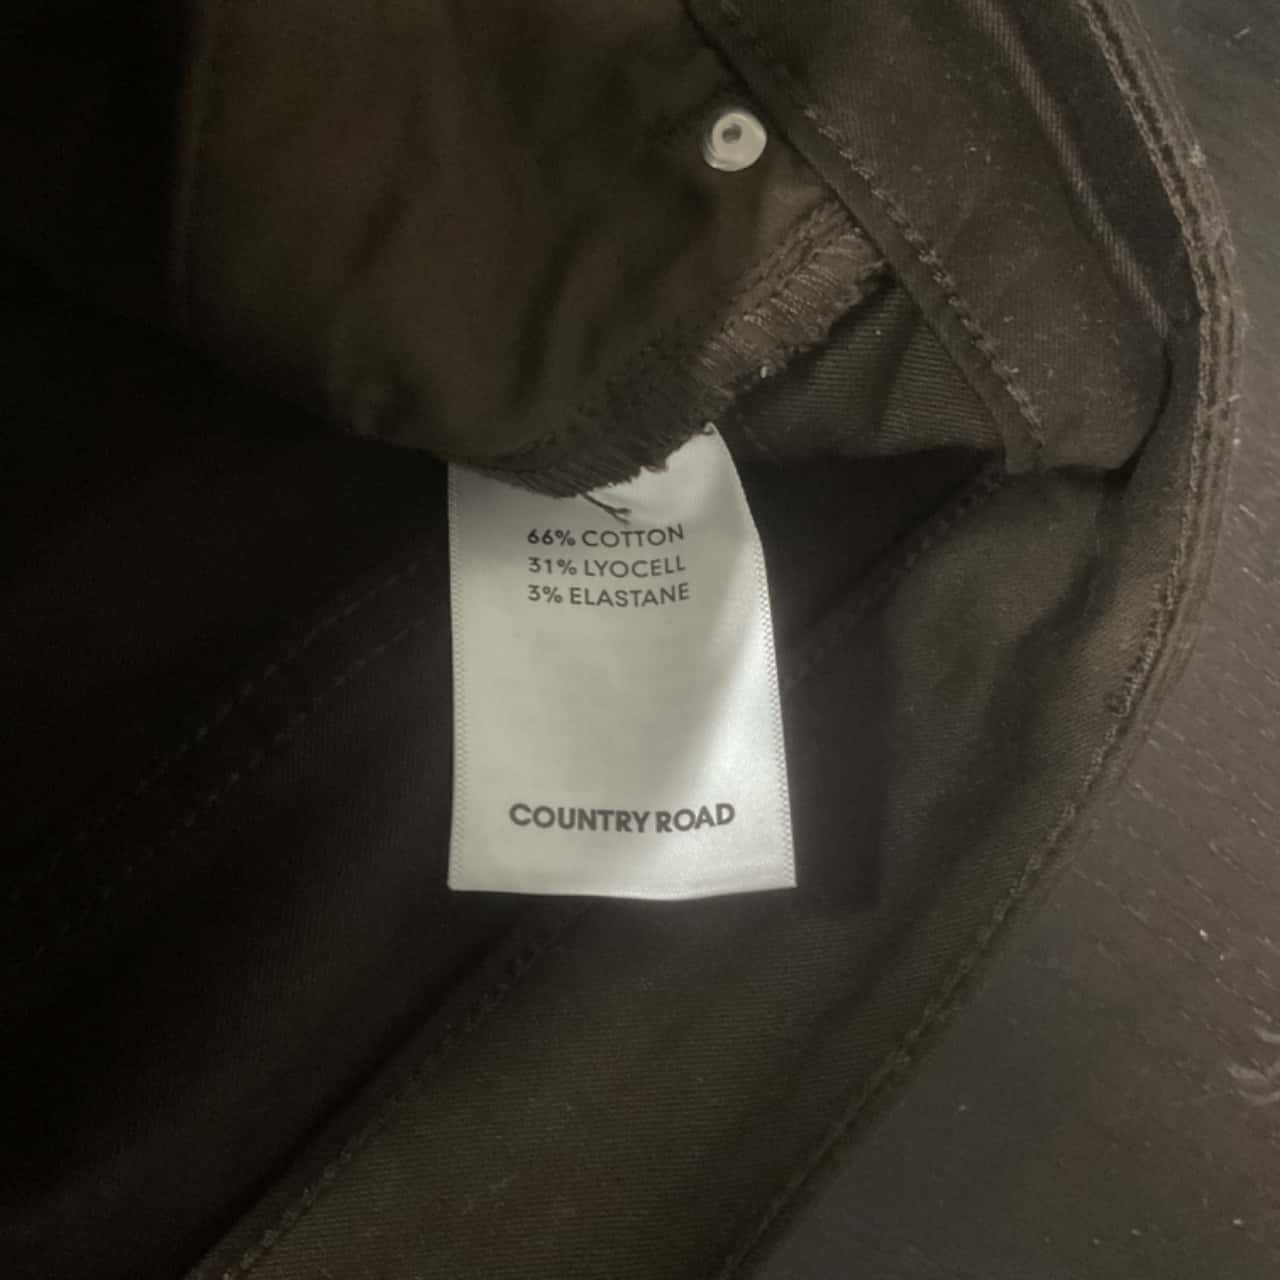 66% COTTON
31% LYOCELL
3% ELASTANE
COUNTRY ROAD